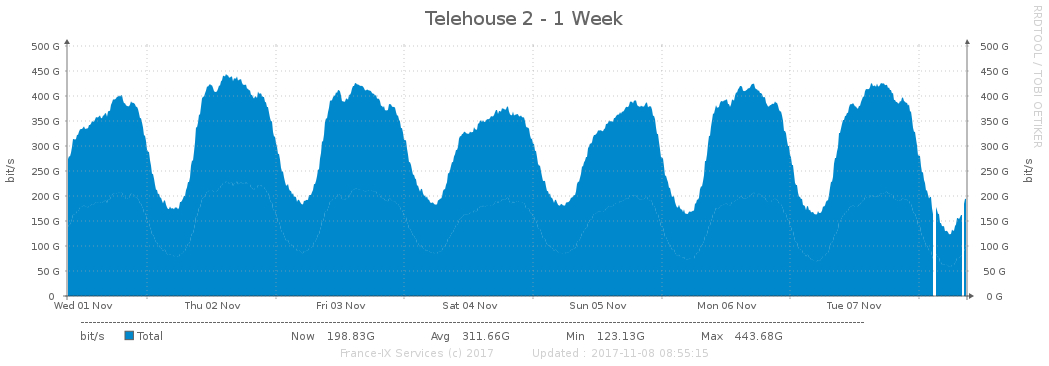 Telehouse 2 - 1 Week
RRDTOOL / TOBI OETIKER
500 G 500 G
450 G 450 G
400 G 400 G
350 G 350 G
300 G 300 G
250 G 250 G
200 G 200 G
150 G 150 G
100 G 100 G
50 G 50 G
0 0 G
bit/s bit/s
Wed 01 Nov Thu 02 Nov Fri 03 Nov Sat 04 Nov Sun 05 Nov Mon 06 Nov Tue 07 Nov
bit/s Total Now 198.83G Avg 311.66G Min 123.13G Max 443.68G
France-IX Services (c) 2017 Updated : 2017-11-08 08:55:15